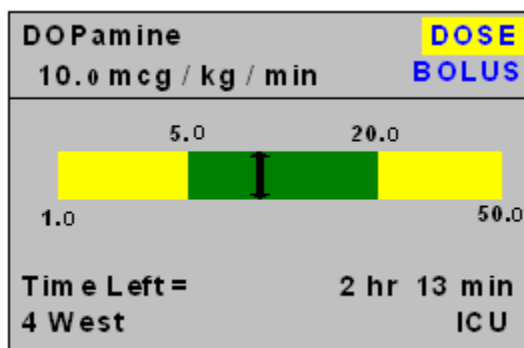 DOPamine DOSE
10.0 mcg / kg / min BOLUS
5.0 20.0
1.0 50.0
Time Left= 2 hr 13 min
4 West ICU